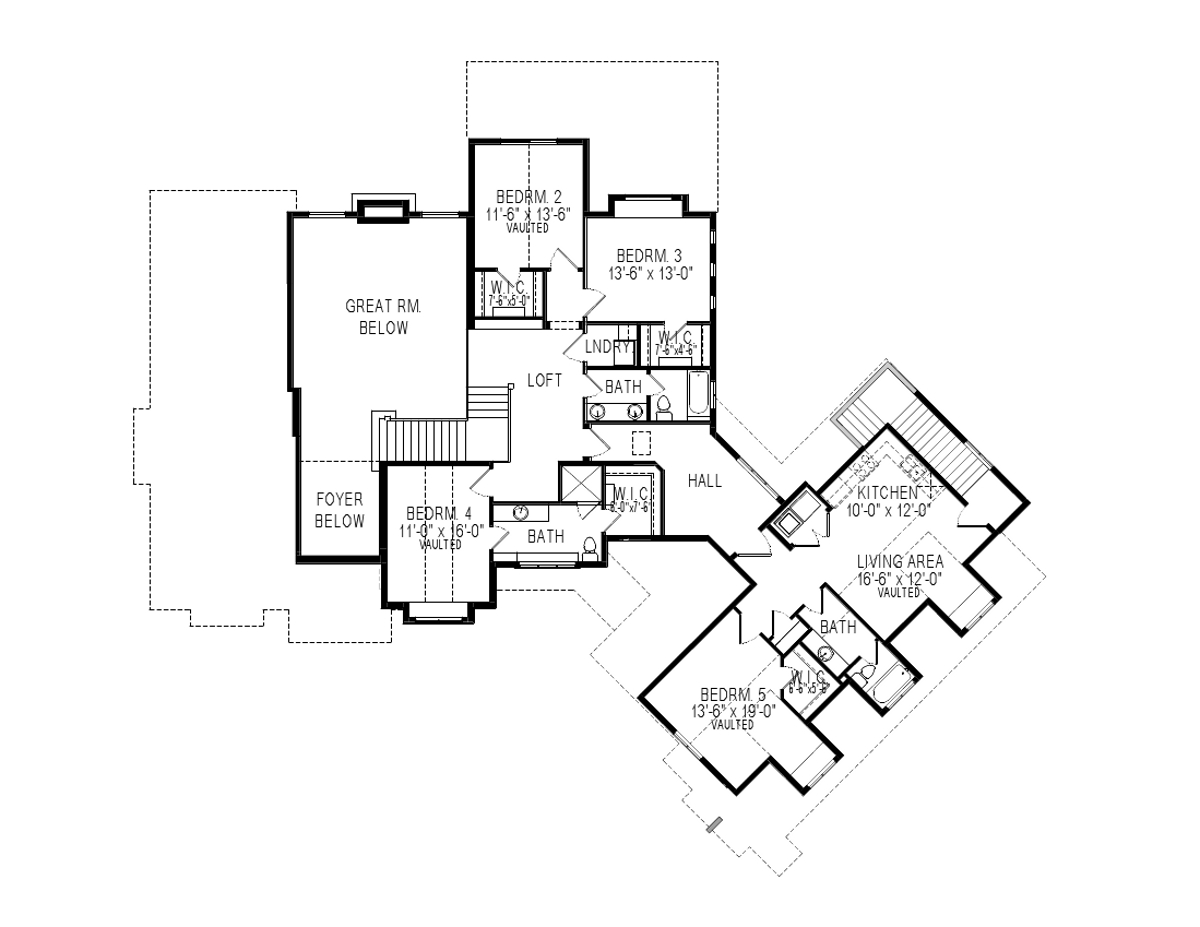 BEDRM. 2
11'-6" x 13'-6"
VAULTED
W.I.C.
7'-6"x5'-0"
BEDRM. 3
13'-6" x 13'-0"
GREAT RM.
BELOW
LNDRY.
W.I.C.
7'-6"x4'-6"
LOFT
BATH
HALL
FOYER
BELOW
BEDRM. 4
11'-0" x 16'-0"
VAULTED
W.I.C.
6'-0"x7'-6"
BATH
KITCHEN
10'-0" x 12'-0"
LIVING AREA
16'-6" x 12'-0"
VAULTED
BATH
W.I.C.
6'-6"x5'-6"
BEDRM. 5
13'-6" x 19'-0"
VAULTED